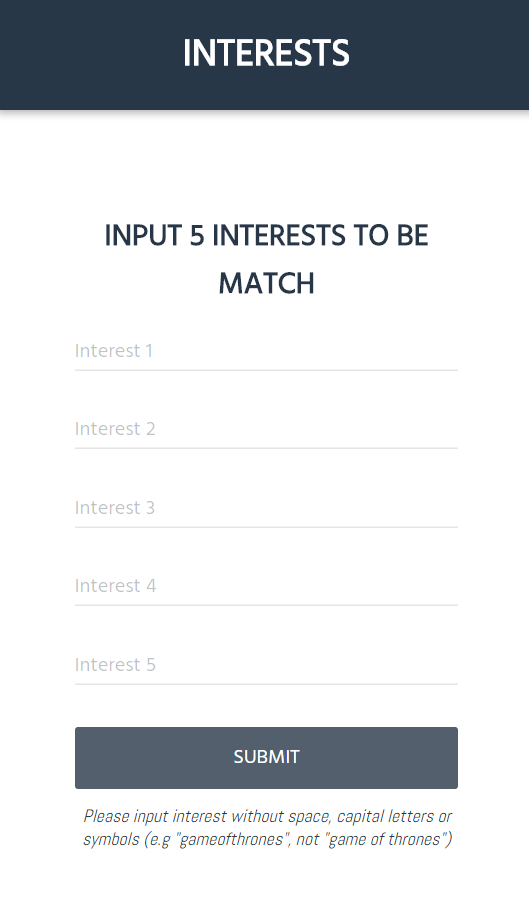 INTERESTS
INPUT 5 INTERESTS TO BE
MATCH
Interest 1
Interest 2
Interest 3
Interest 4
Interest 5
SUBMIT
Please input interest without space, capital letters or
symbols (e.g "gameofthrones", not "game of thrones")